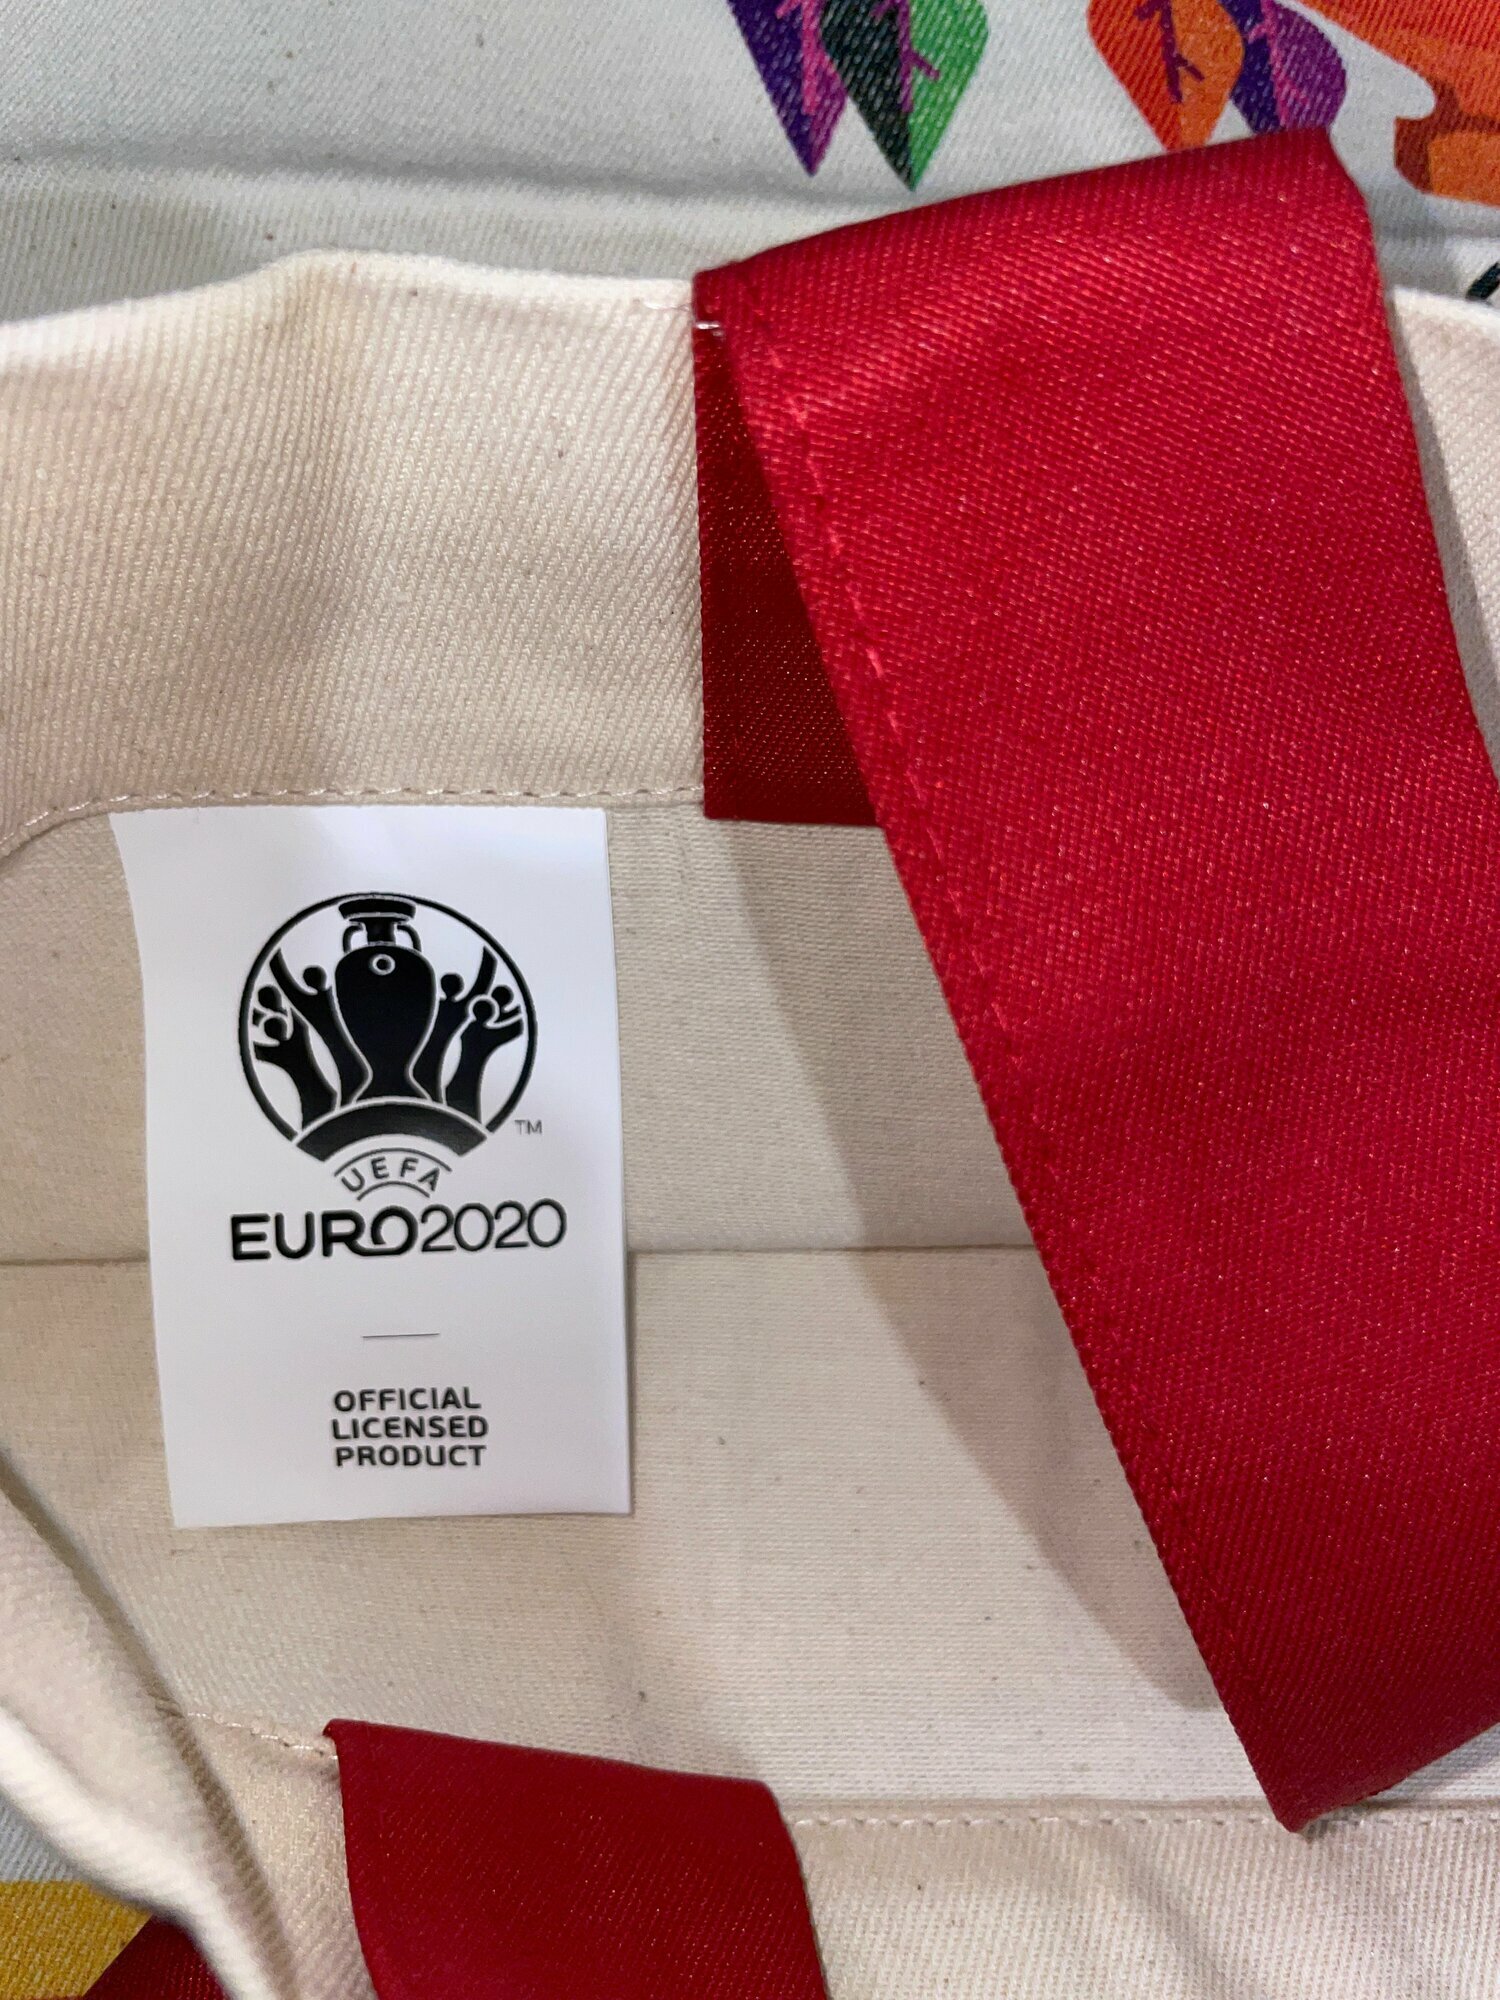 TM
UEFA
EURO2020
OFFICIAL
LICENSED
PRODUCT